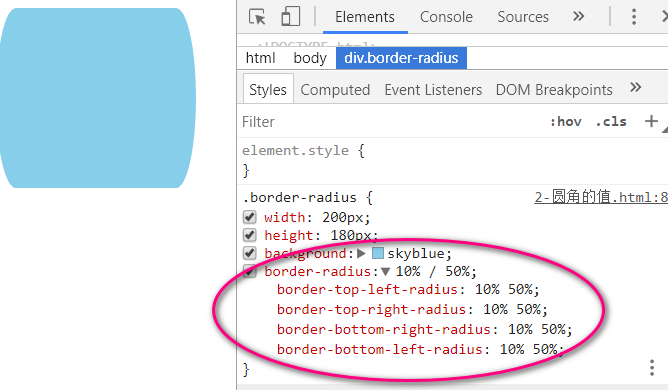 Elements Console Sources »
<!DOCTYPE html>
html body div.border-radius
Styles Computed Event Listeners DOM Breakpoints »
Filter :hov .cls +
element.style {
}
.border-radius { 2-圆角的值.html:8
width: 200px;
height: 180px;
background: skyblue;
border-radius: 10% / 50%;
border-top-left-radius: 10% 50%;
border-top-right-radius: 10% 50%;
border-bottom-right-radius: 10% 50%;
border-bottom-left-radius: 10% 50%;
}